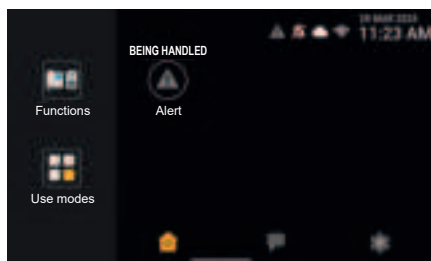 11:23 AM
BEING HANDLED
Functions
Alert
Use modes